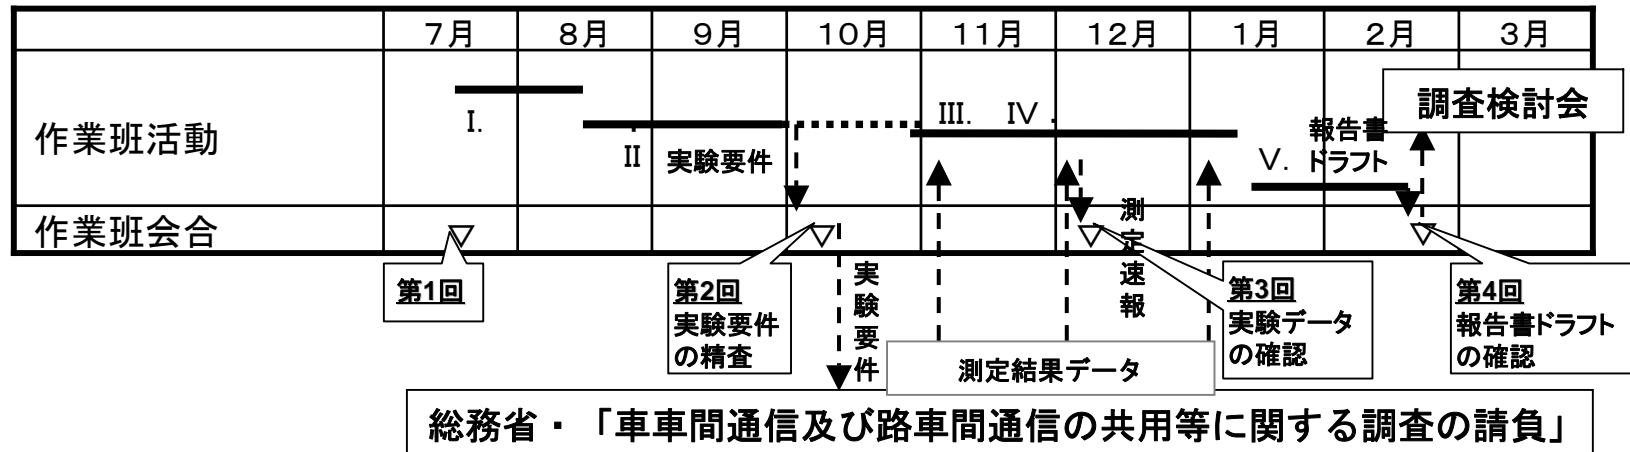 7月 8月 9月 10月 11月 12月 1月 2月 3月
作業班活動
I.
II
実験要件
III. IV.
V.
報告書
ドラフト
調査検討会
作業班会合
第1回
第2回
実験要件
の精査
実験要件
測定速報
測定結果データ
第3回
実験データ
の確認
第4回
報告書ドラフト
の確認
総務省・「車車間通信及び路車間通信の共用等に関する調査の請負」